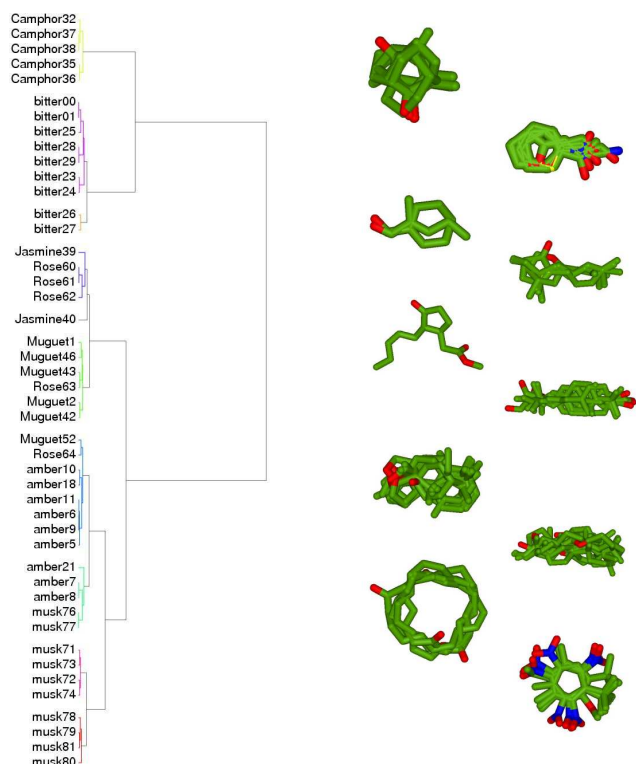 Camphor32
Camphor37
Camphor38
Camphor35
Camphor36
bitter00
bitter01
bitter25
bitter28
bitter29
bitter23
bitter24
bitter26
bitter27
Jasmine39
Rose60
Rose61
Rose62
Jasmine40
Muguet1
Muguet46
Muguet43
Rose63
Muguet2
Muguet42
Muguet52
Rose64
amber10
amber18
amber11
amber6
amber9
amber5
amber21
amber7
amber8
musk76
musk77
musk71
musk73
musk72
musk74
musk78
musk79
musk81
musk80